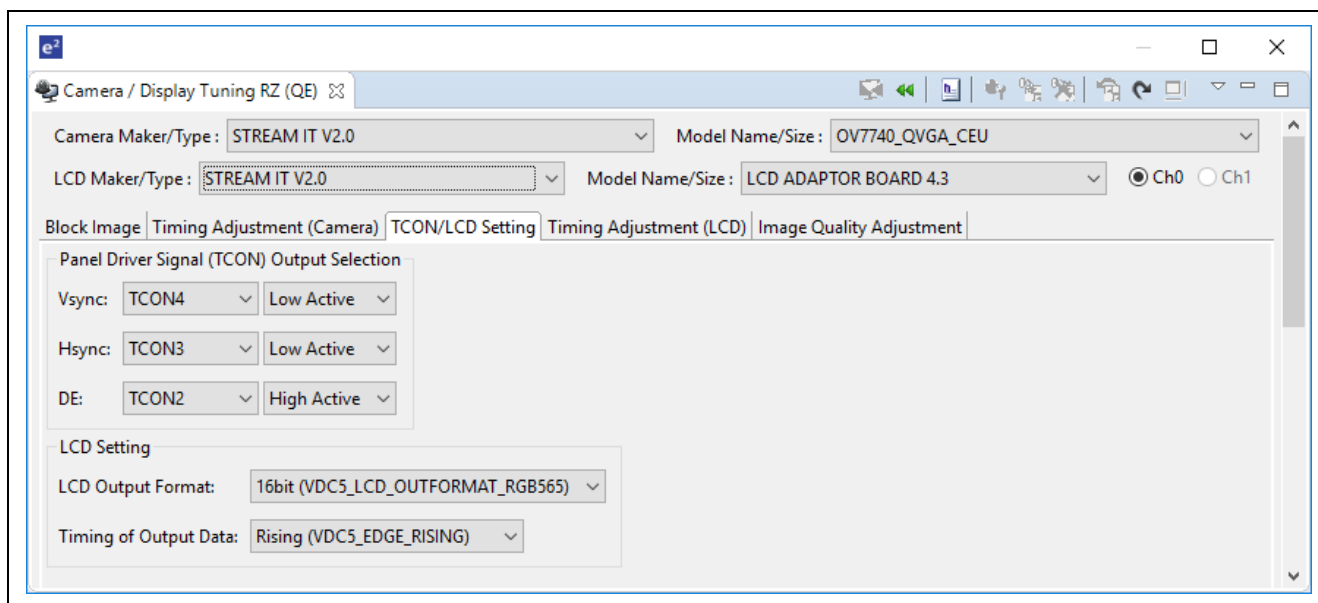 e²
Camera / Display Tuning RZ (QE)
Camera Maker/Type : STREAM IT V2.0 Model Name/Size : OV7740_QVGA_CEU
LCD Maker/Type : STREAM IT V2.0 Model Name/Size : LCD ADAPTOR BOARD 4.3 Ch0 Ch1
Block Image Timing Adjustment (Camera) TCON/LCD Setting Timing Adjustment (LCD) Image Quality Adjustment
Panel Driver Signal (TCON) Output Selection
Vsync: TCON4 Low Active
Hsync: TCON3 Low Active
DE: TCON2 High Active
LCD Setting
LCD Output Format: 16bit (VDC5_LCD_OUTFORMAT_RGB565)
Timing of Output Data: Rising (VDC5_EDGE_RISING)